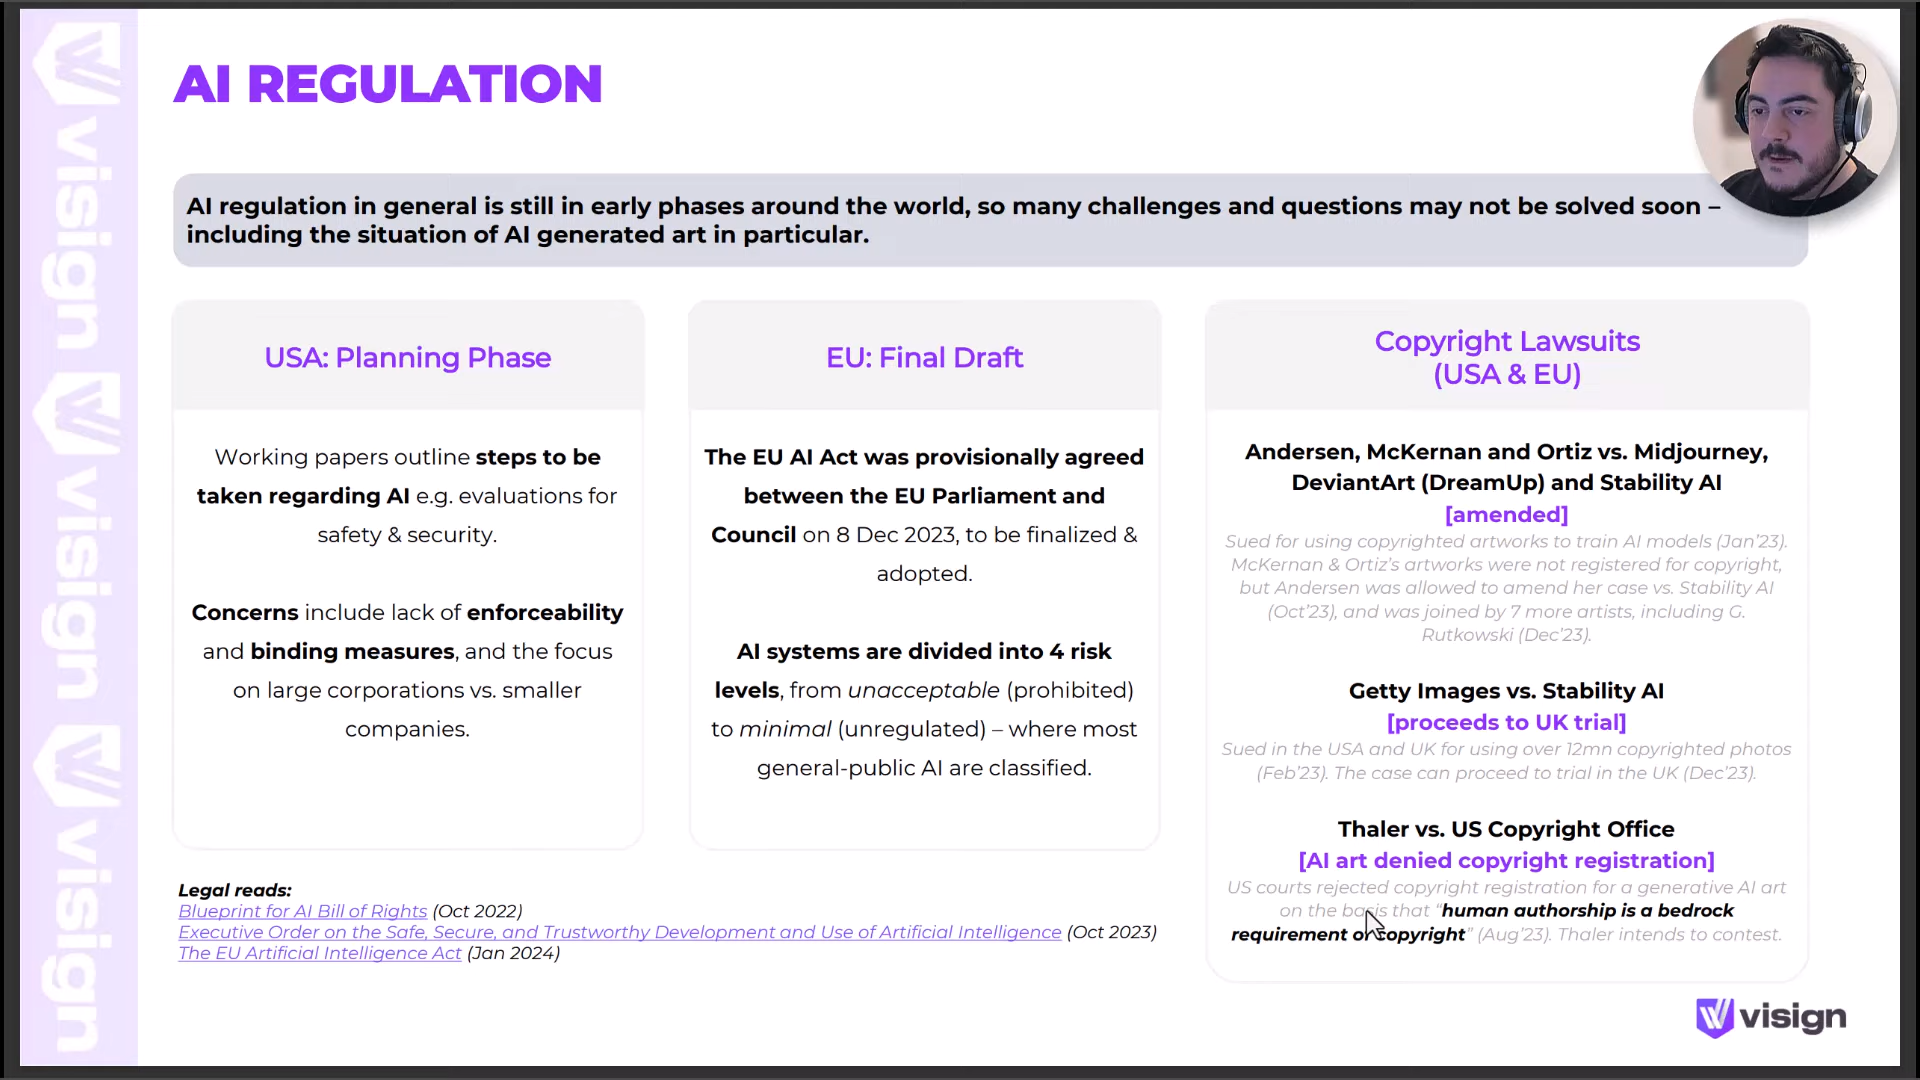 AI REGULATION
AI regulation in general is still in early phases around the world, so many challenges and questions may not be solved soon –
including the situation of AI generated art in particular.
USA: Planning Phase
Working papers outline steps to be
taken regarding AI e.g. evaluations for
safety & security.
Concerns include lack of enforceability
and binding measures, and the focus
on large corporations vs. smaller
companies.
EU: Final Draft
The EU AI Act was provisionally agreed
between the EU Parliament and
Council on 8 Dec 2023, to be finalized &
adopted.
AI systems are divided into 4 risk
levels, from unacceptable (prohibited)
to minimal (unregulated) – where most
general-public AI are classified.
Copyright Lawsuits
(USA & EU)
Andersen, McKernan and Ortiz vs. Midjourney,
DeviantArt (DreamUp) and Stability AI
[amended]
Sued for using copyrighted artworks to train AI models (Jan'23).
McKernan & Ortiz's artworks were not registered for copyright,
but Andersen was allowed to amend her case vs. Stability AI
(Oct'23), and was joined by 7 more artists, including G.
Rutkowski (Dec'23).
Getty Images vs. Stability AI
[proceeds to UK trial]
Sued in the USA and UK for using over 12mn copyrighted photos
(Feb'23). The case can proceed to trial in the UK (Dec'23).
Thaler vs. US Copyright Office
[AI art denied copyright registration]
US courts rejected copyright registration for a generative AI art
on the basis that "human authorship is a bedrock
requirement of copyright" (Aug'23). Thaler intends to contest.
Legal reads:
Blueprint for AI Bill of Rights (Oct 2022)
Executive Order on the Safe, Secure, and Trustworthy Development and Use of Artificial Intelligence (Oct 2023)
The EU Artificial Intelligence Act (Jan 2024)
visign
visign
visign
visign